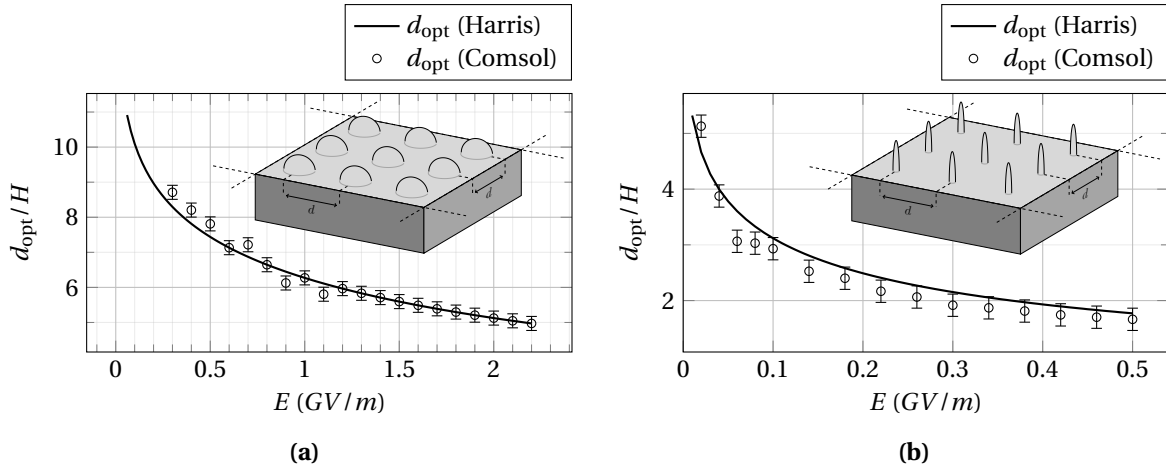 d_opt (Harris)
d_opt (Comsol)
10
8
6
d_opt/H
d
d
0
0.5
1
1.5
2
E (GV/m)
(a)
d_opt (Harris)
d_opt (Comsol)
4
2
d_opt/H
d
d
0
0.1
0.2
0.3
0.4
0.5
E (GV/m)
(b)